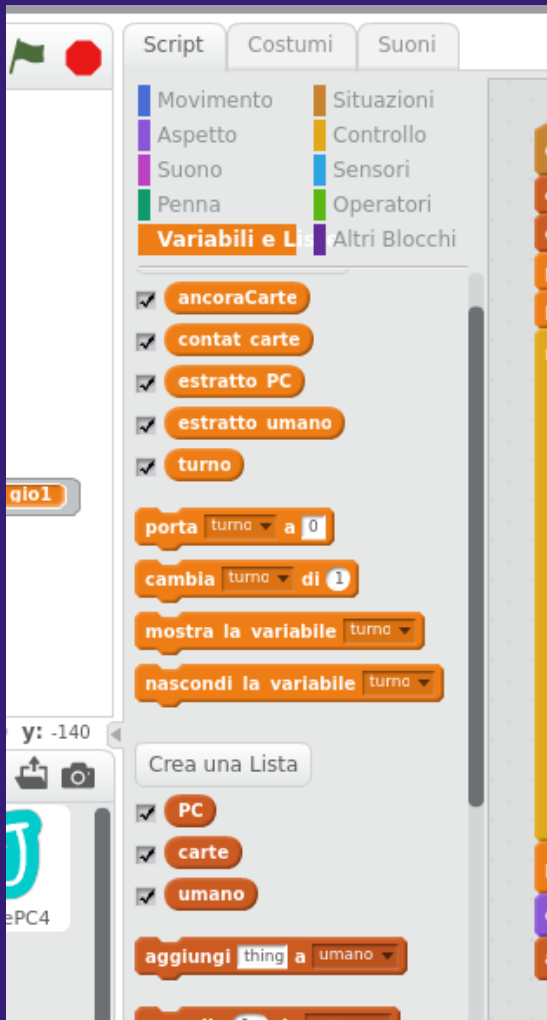 Script Costumi Suoni
Movimento Situazioni
Aspetto Controllo
Suono Sensori
Penna Operatori
Variabili e Lis Altri Blocchi
ancoraCarte
contat carte
estratto PC
estratto umano
gio1
turno
porta turno a 0
cambia turno di 1
mostra la variabile turno
nascondi la variabile turno
y: -140
Crea una Lista
PC
carte
umano
ePC4
aggiungi thing a umano